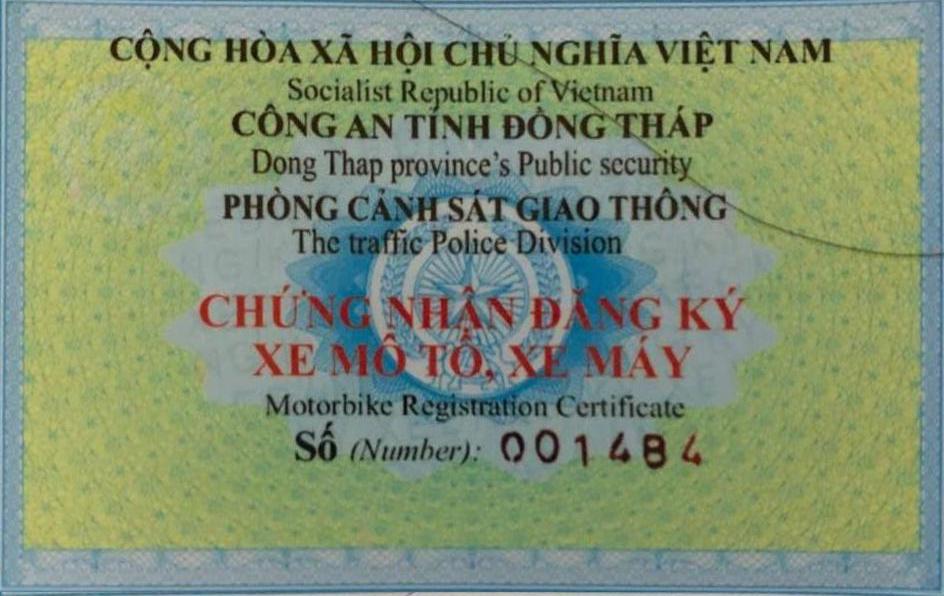 CỘNG HÒA XÃ HỘI CHỦ NGHĨA VIỆT NAM
Socialist Republic of Vietnam
CÔNG AN TỈNH ĐỒNG THÁP
Dong Thap province's Public security
PHÒNG CẢNH SÁT GIAO THÔNG
The traffic Police Division
CHỨNG NHẬN ĐĂNG KÝ
XE MÔ TÔ, XE MÁY
Motorbike Registration Certificate
Số (Number): 001484